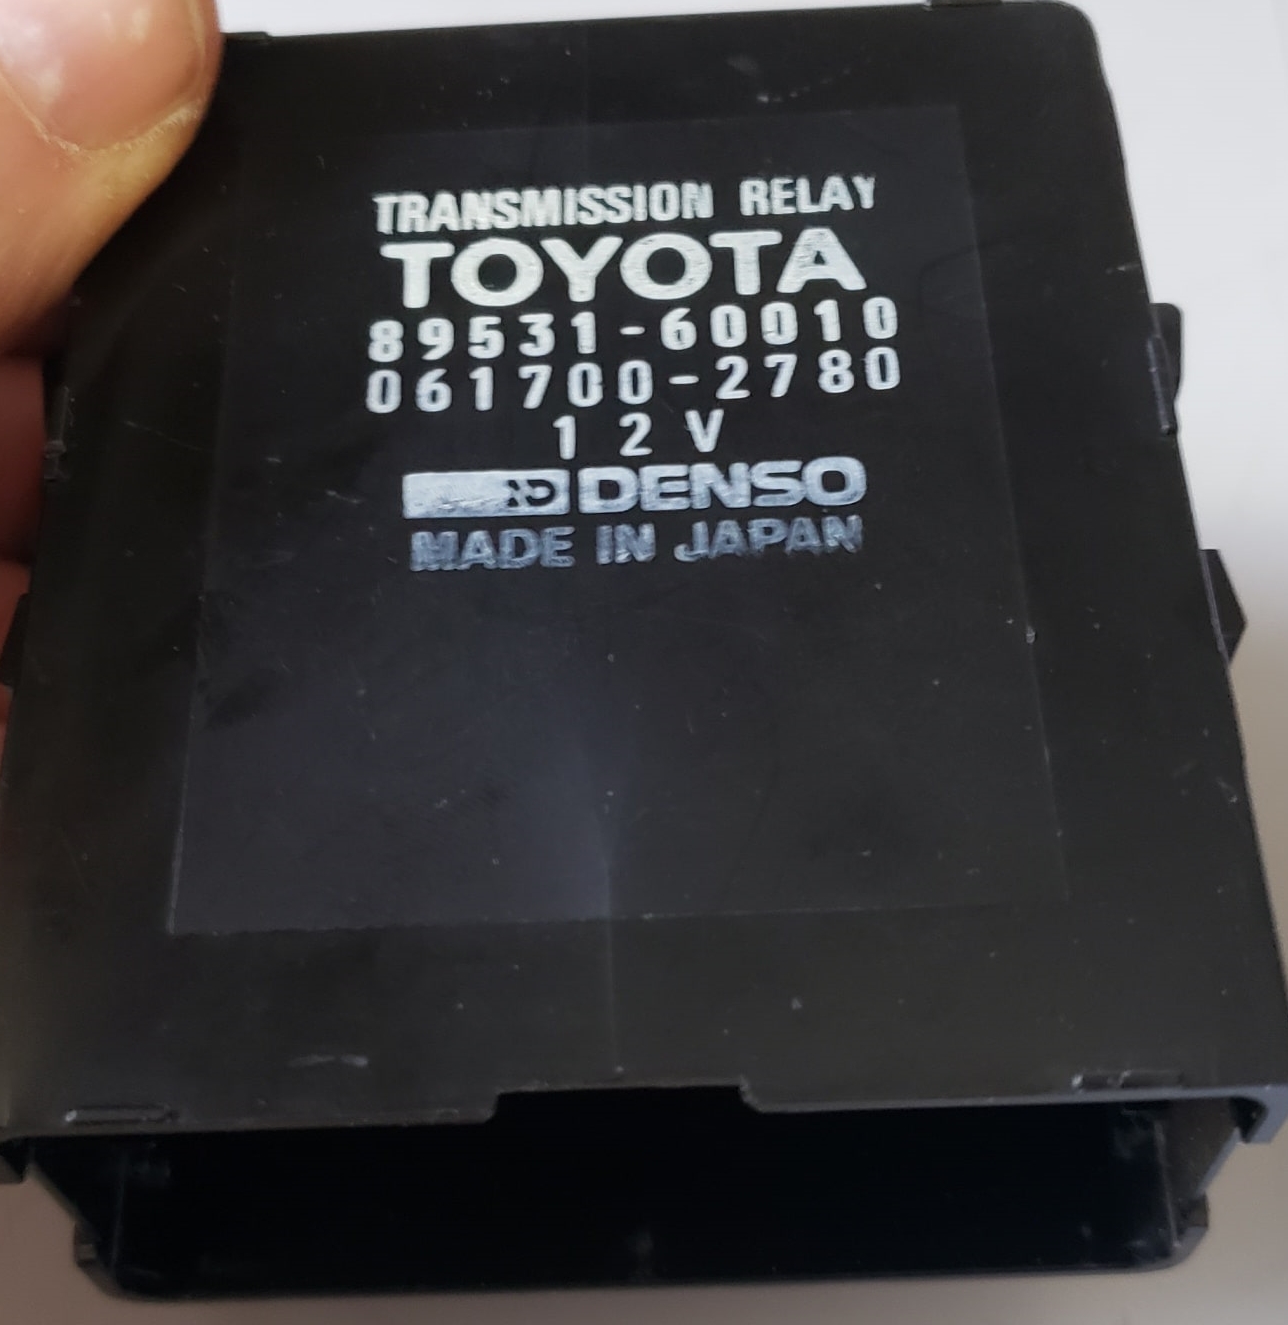 TRANSMISSION RELAY
TOYOTA
89531-60010
061700-2780
12V
DENSO
MADE IN JAPAN